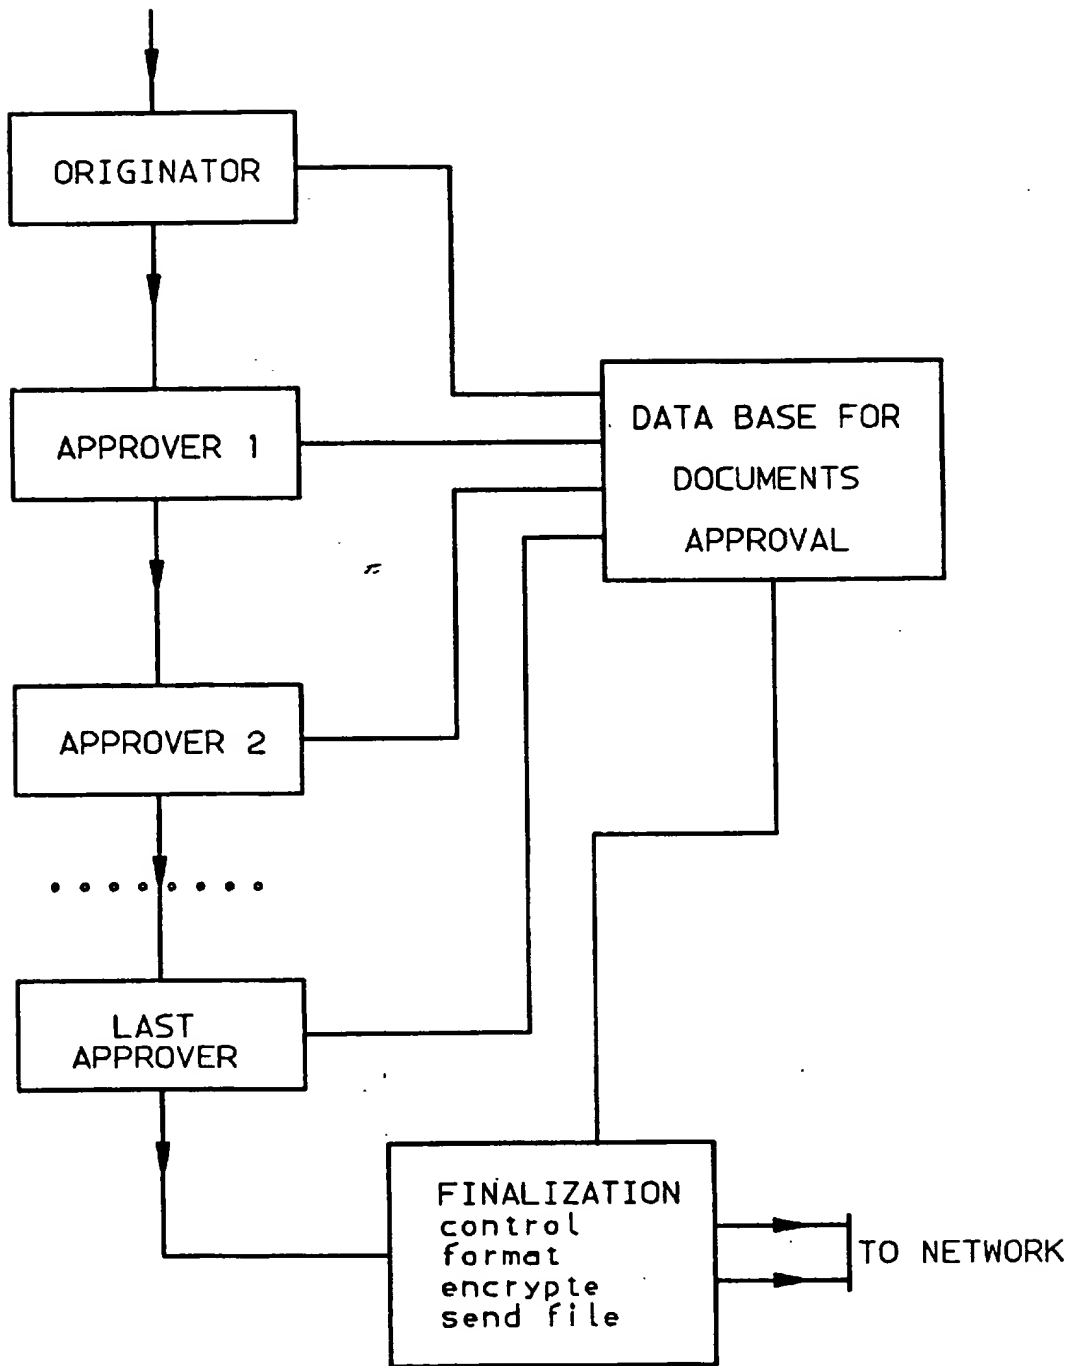 ORIGINATOR
APPROVER 1
DATA BASE FOR
DOCUMENTS
APPROVAL
APPROVER 2
LAST
APPROVER
FINALIZATION
control
format
encrypte
send file
TO NETWORK